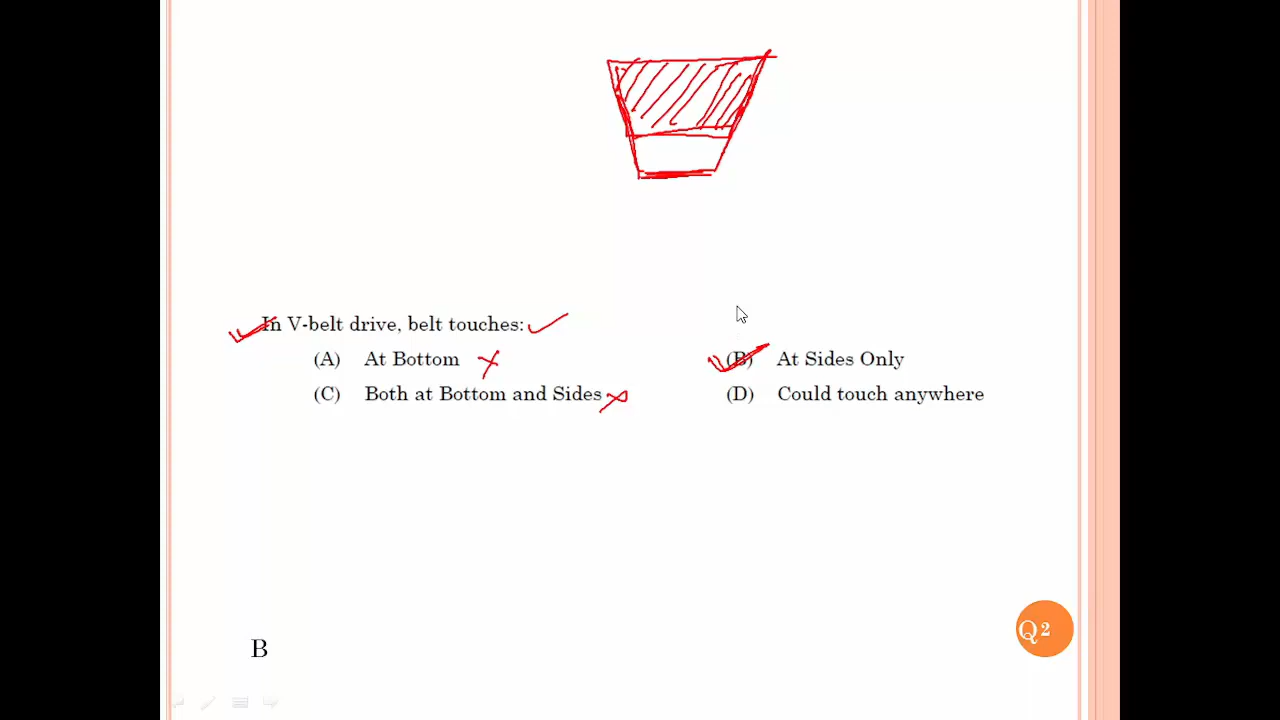 In V-belt drive, belt touches:
(A) At Bottom (B) At Sides Only
(C) Both at Bottom and Sides (D) Could touch anywhere
Q2
B